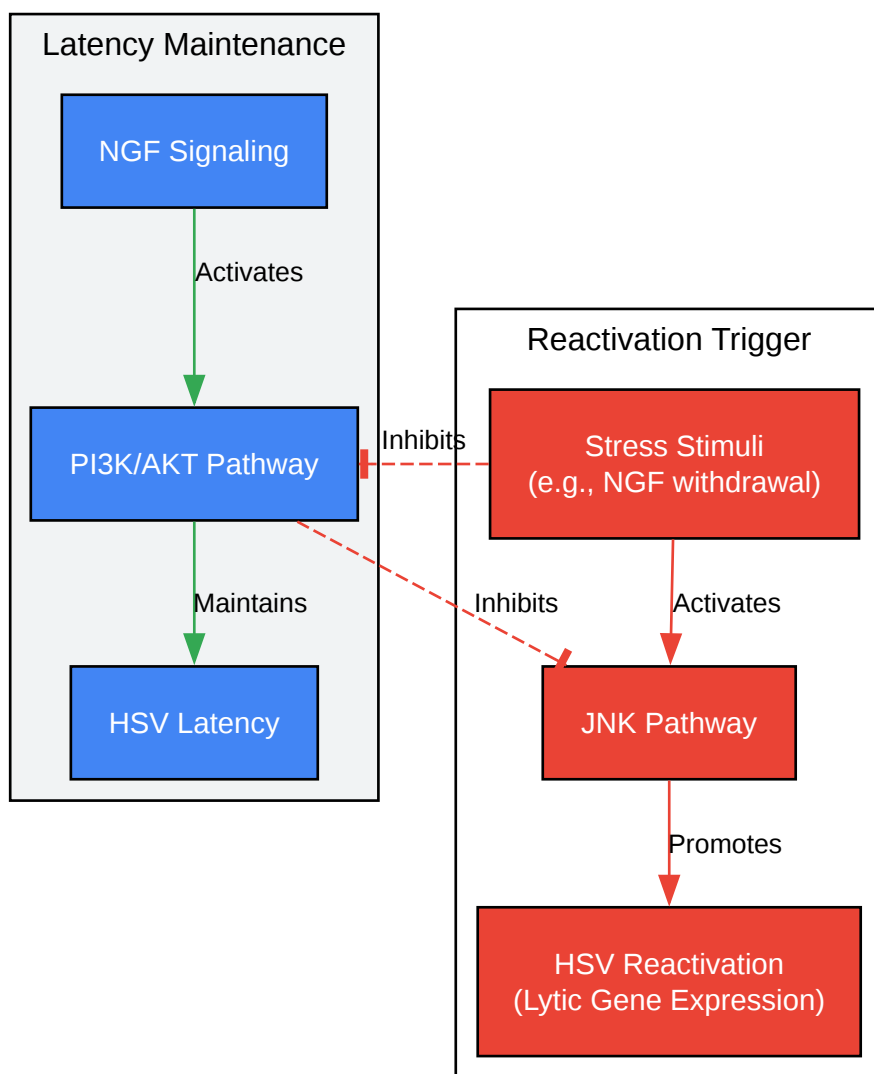 Latency Maintenance
NGF Signaling
Activates
PI3K/AKT Pathway
Maintains
HSV Latency
Inhibits
Inhibits
Reactivation Trigger
Stress Stimuli
(e.g., NGF withdrawal)
Activates
JNK Pathway
Promotes
HSV Reactivation
(Lytic Gene Expression)